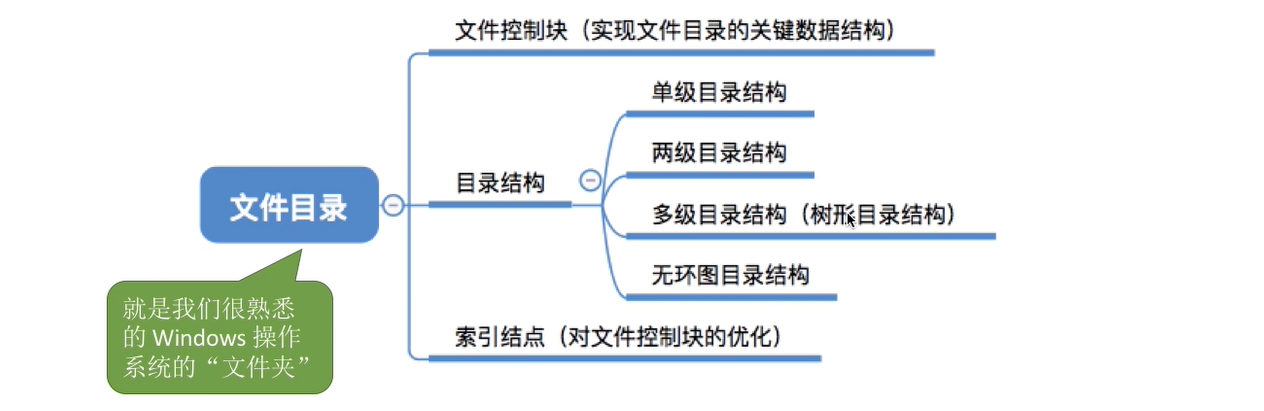 文件控制块（实现文件目录的关键数据结构）
单级目录结构
两级目录结构
目录结构
文件目录
多级目录结构（树形目录结构）
无环图目录结构
索引结点（对文件控制块的优化）
就是我们很熟悉
的 Windows 操作
系统的“文件夹”